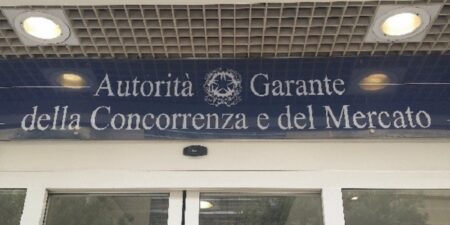 Autorità Garante
della Concorrenza e del Mercato